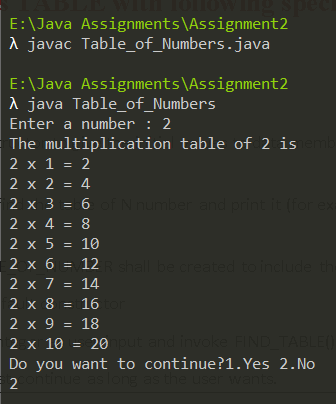 E:\Java Assignments\Assignment2
λ javac Table_of_Numbers.java
E:\Java Assignments\Assignment2
λ java Table_of_Numbers
Enter a number : 2
The multiplication table of 2 is
2 x 1 = 2
2 x 2 = 4
2 x 3 = 6
2 x 4 = 8
2 x 5 = 10
2 x 6 = 12
2 x 7 = 14
2 x 8 = 16
2 x 9 = 18
2 x 10 = 20
Do you want to continue?1.Yes 2.No
2